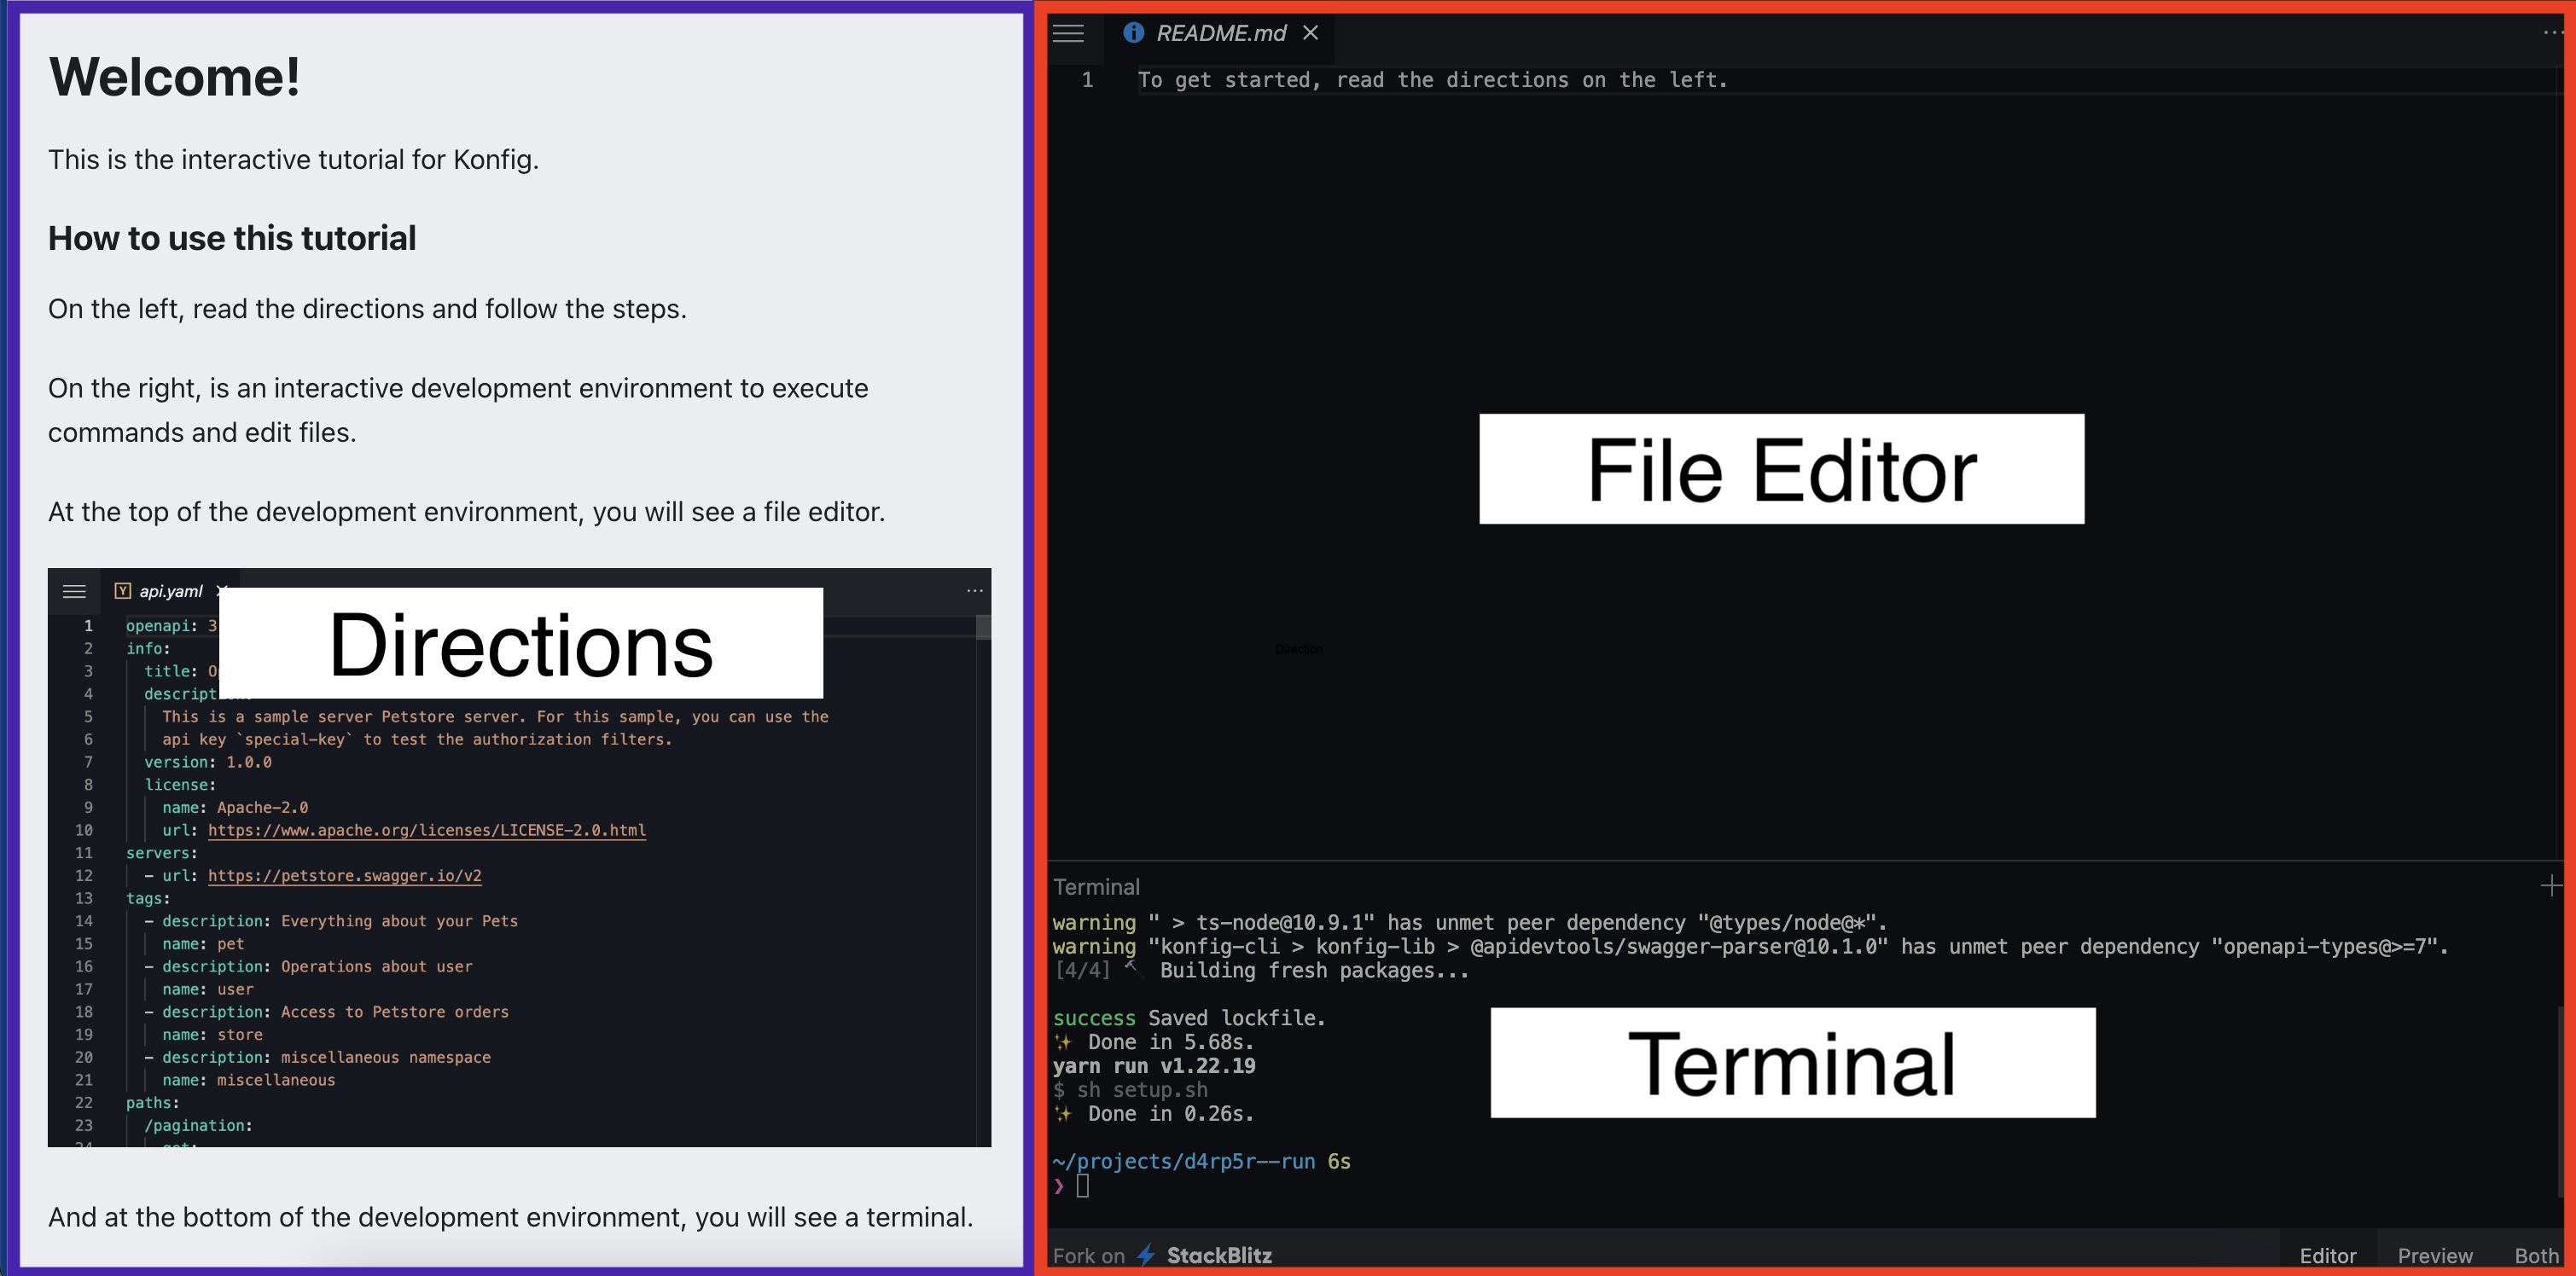 Welcome!
This is the interactive tutorial for Konfig.
How to use this tutorial
On the left, read the directions and follow the steps.
On the right, is an interactive development environment to execute
commands and edit files.
At the top of the development environment, you will see a file editor.
api.yaml
Directions
1 openapi: 3
2 info:
3 title: O
4 descript
5 This is a sample server Petstore server. For this sample, you can use the
6 api key `special-key` to test the authorization filters.
7 version: 1.0.0
8 license:
9 name: Apache-2.0
10 url: https://www.apache.org/licenses/LICENSE-2.0.html
11 servers:
12 - url: https://petstore.swagger.io/v2
13 tags:
14 - description: Everything about your Pets
15 name: pet
16 - description: Operations about user
17 name: user
18 - description: Access to Petstore orders
19 name: store
20 - description: miscellaneous namespace
21 name: miscellaneous
22 paths:
23 /pagination:
24 get:
And at the bottom of the development environment, you will see a terminal.
README.md
1 To get started, read the directions on the left.
File Editor
Direction
Terminal
warning " > ts-node@10.9.1" has unmet peer dependency "@types/node@*".
warning "konfig-cli > konfig-lib > @apidevtools/swagger-parser@10.1.0" has unmet peer dependency "openapi-types@>=7".
[4/4] Building fresh packages...
success Saved lockfile.
Done in 5.68s.
yarn run v1.22.19
$ sh setup.sh
Done in 0.26s.
Terminal
~/projects/d4rp5r--run 6s
❯
Fork on StackBlitz
Editor Preview Both